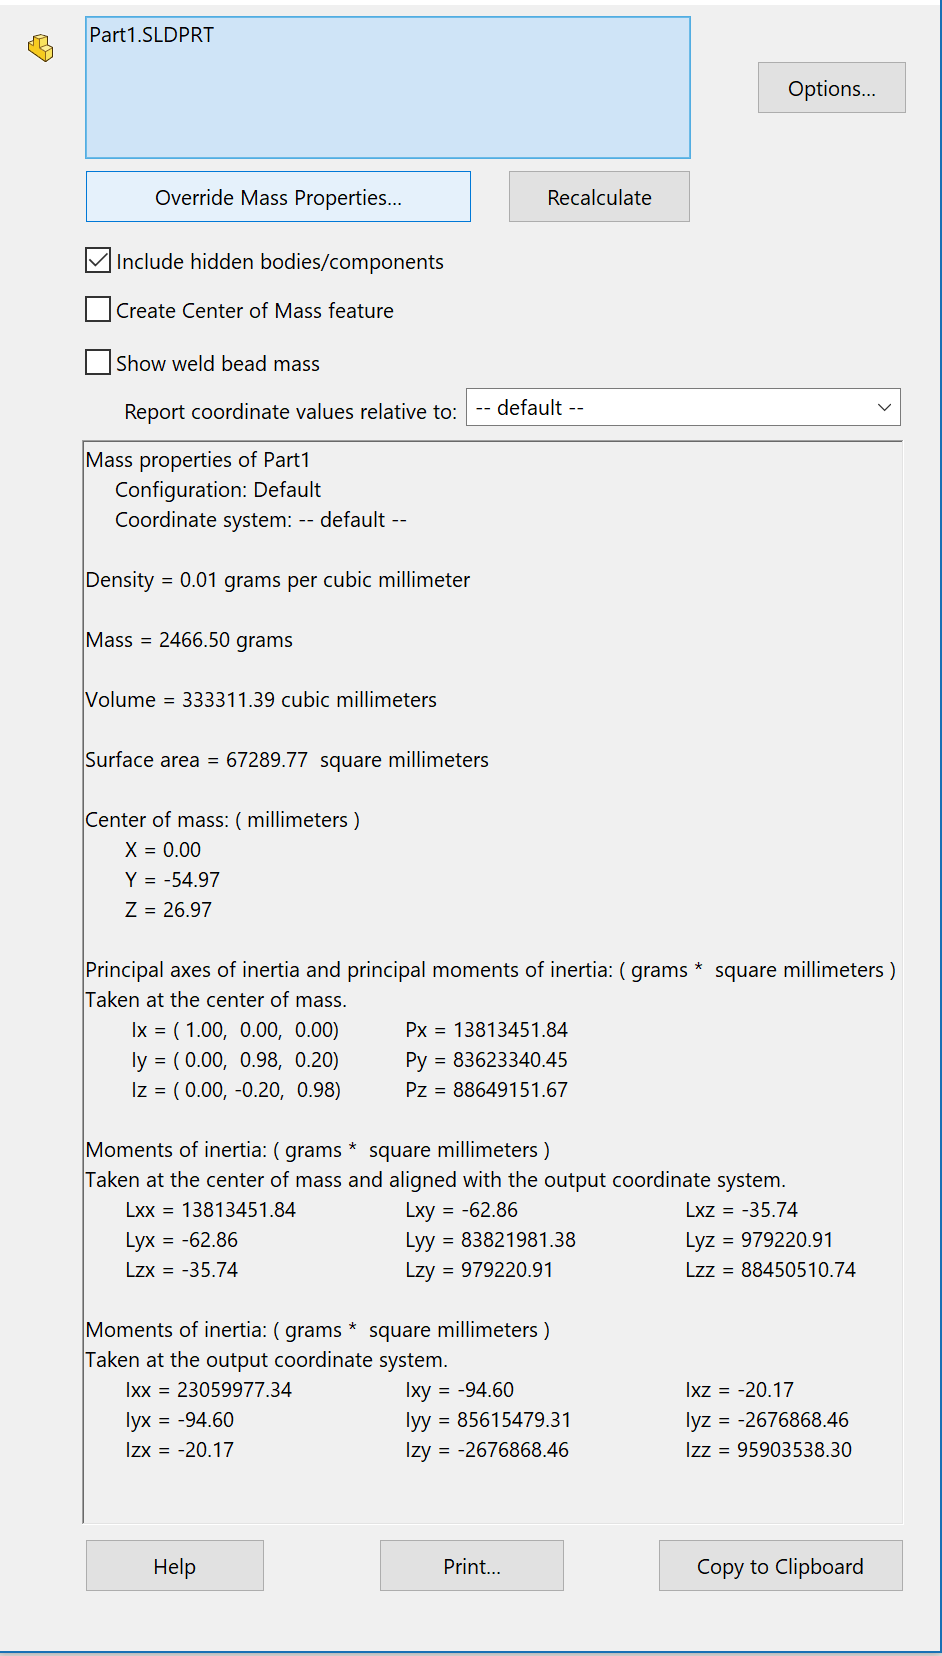 Part1.SLDPRT
Options...
Override Mass Properties...
Recalculate
Include hidden bodies/components
Create Center of Mass feature
Show weld bead mass
Report coordinate values relative to: -- default --
Mass properties of Part1
Configuration: Default
Coordinate system: -- default --
Density = 0.01 grams per cubic millimeter
Mass = 2466.50 grams
Volume = 333311.39 cubic millimeters
Surface area = 67289.77 square millimeters
Center of mass: ( millimeters )
X = 0.00
Y = -54.97
Z = 26.97
Principal axes of inertia and principal moments of inertia: ( grams * square millimeters )
Taken at the center of mass.
Ix = ( 1.00, 0.00, 0.00) Px = 13813451.84
Iy = ( 0.00, 0.98, 0.20) Py = 83623340.45
Iz = ( 0.00, -0.20, 0.98) Pz = 88649151.67
Moments of inertia: ( grams * square millimeters )
Taken at the center of mass and aligned with the output coordinate system.
Lxx = 13813451.84 Lxy = -62.86 Lxz = -35.74
Lyx = -62.86 Lyy = 83821981.38 Lyz = 979220.91
Lzx = -35.74 Lzy = 979220.91 Lzz = 88450510.74
Moments of inertia: ( grams * square millimeters )
Taken at the output coordinate system.
Ixx = 23059977.34 Ixy = -94.60 Ixz = -20.17
Iyx = -94.60 Iyy = 85615479.31 Iyz = -2676868.46
Izx = -20.17 Izy = -2676868.46 Izz = 95903538.30
Help
Print...
Copy to Clipboard